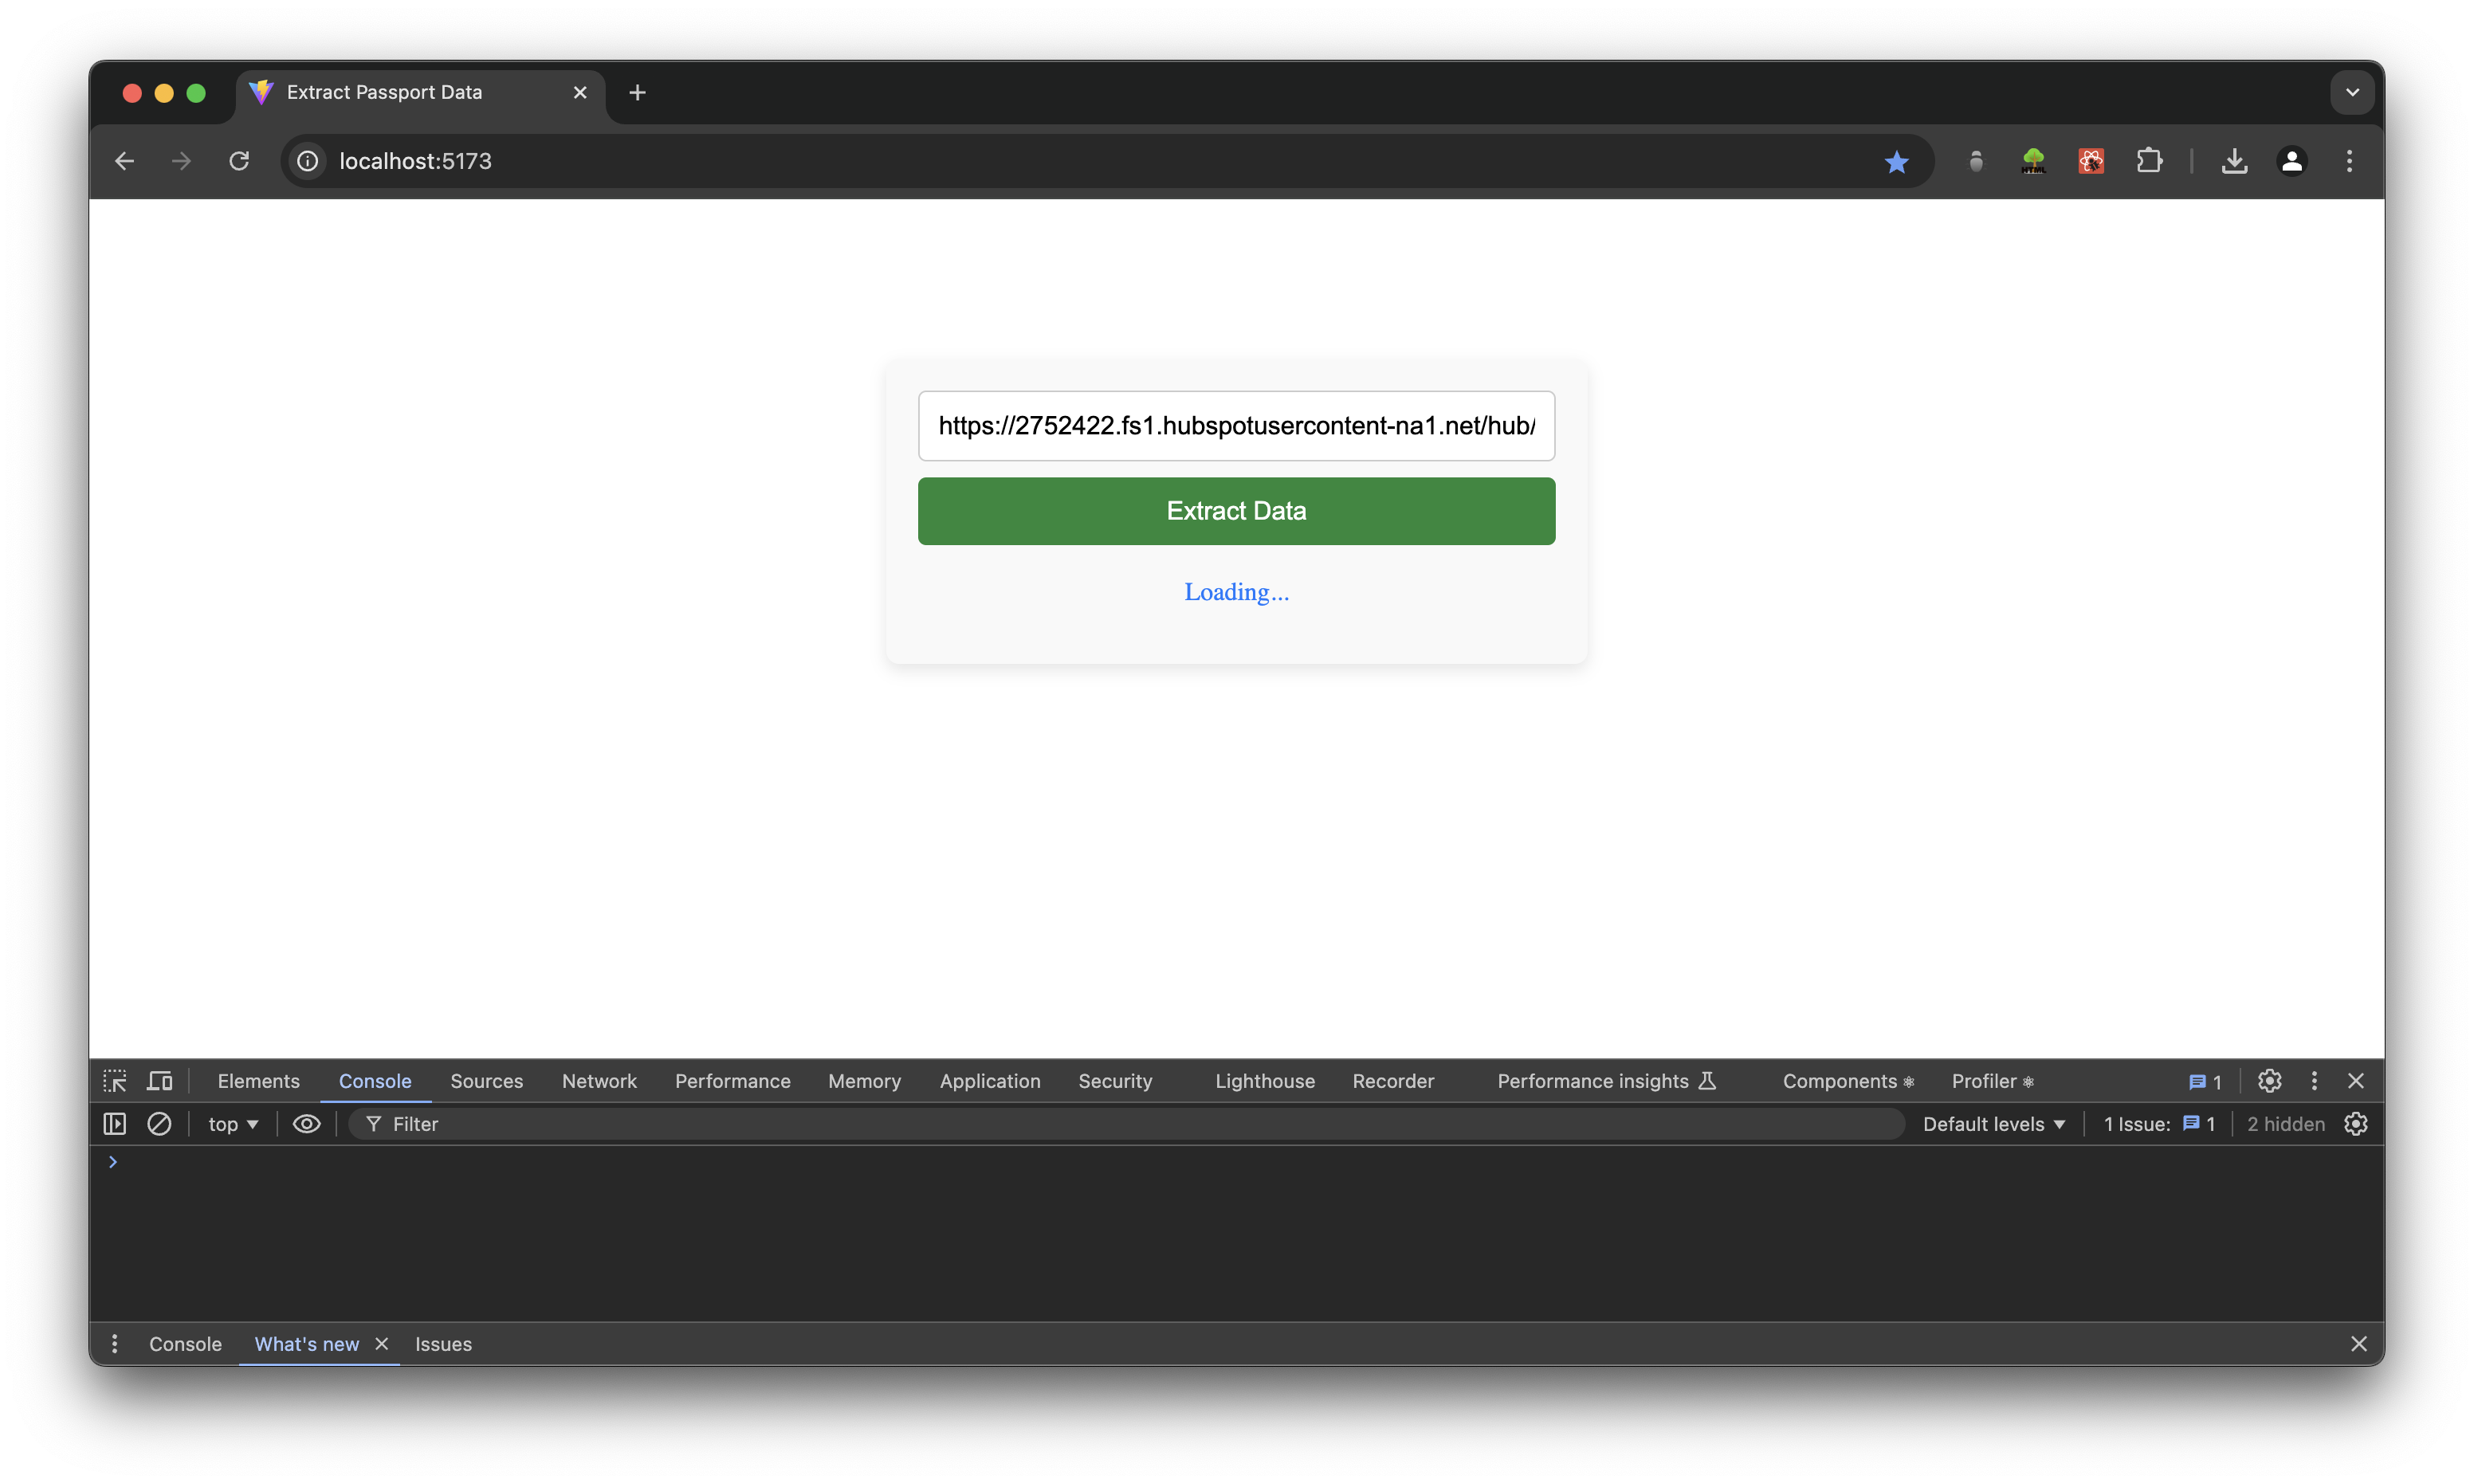 Extract Passport Data
localhost:5173
HTML
https://2752422.fs1.hubspotusercontent-na1.net/hub/
Extract Data
Loading...
Elements Console Sources Network Performance Memory Application Security Lighthouse Recorder Performance insights Components Profiler 1
top Filter Default levels 1 Issue: 1 2 hidden
Console What's new Issues